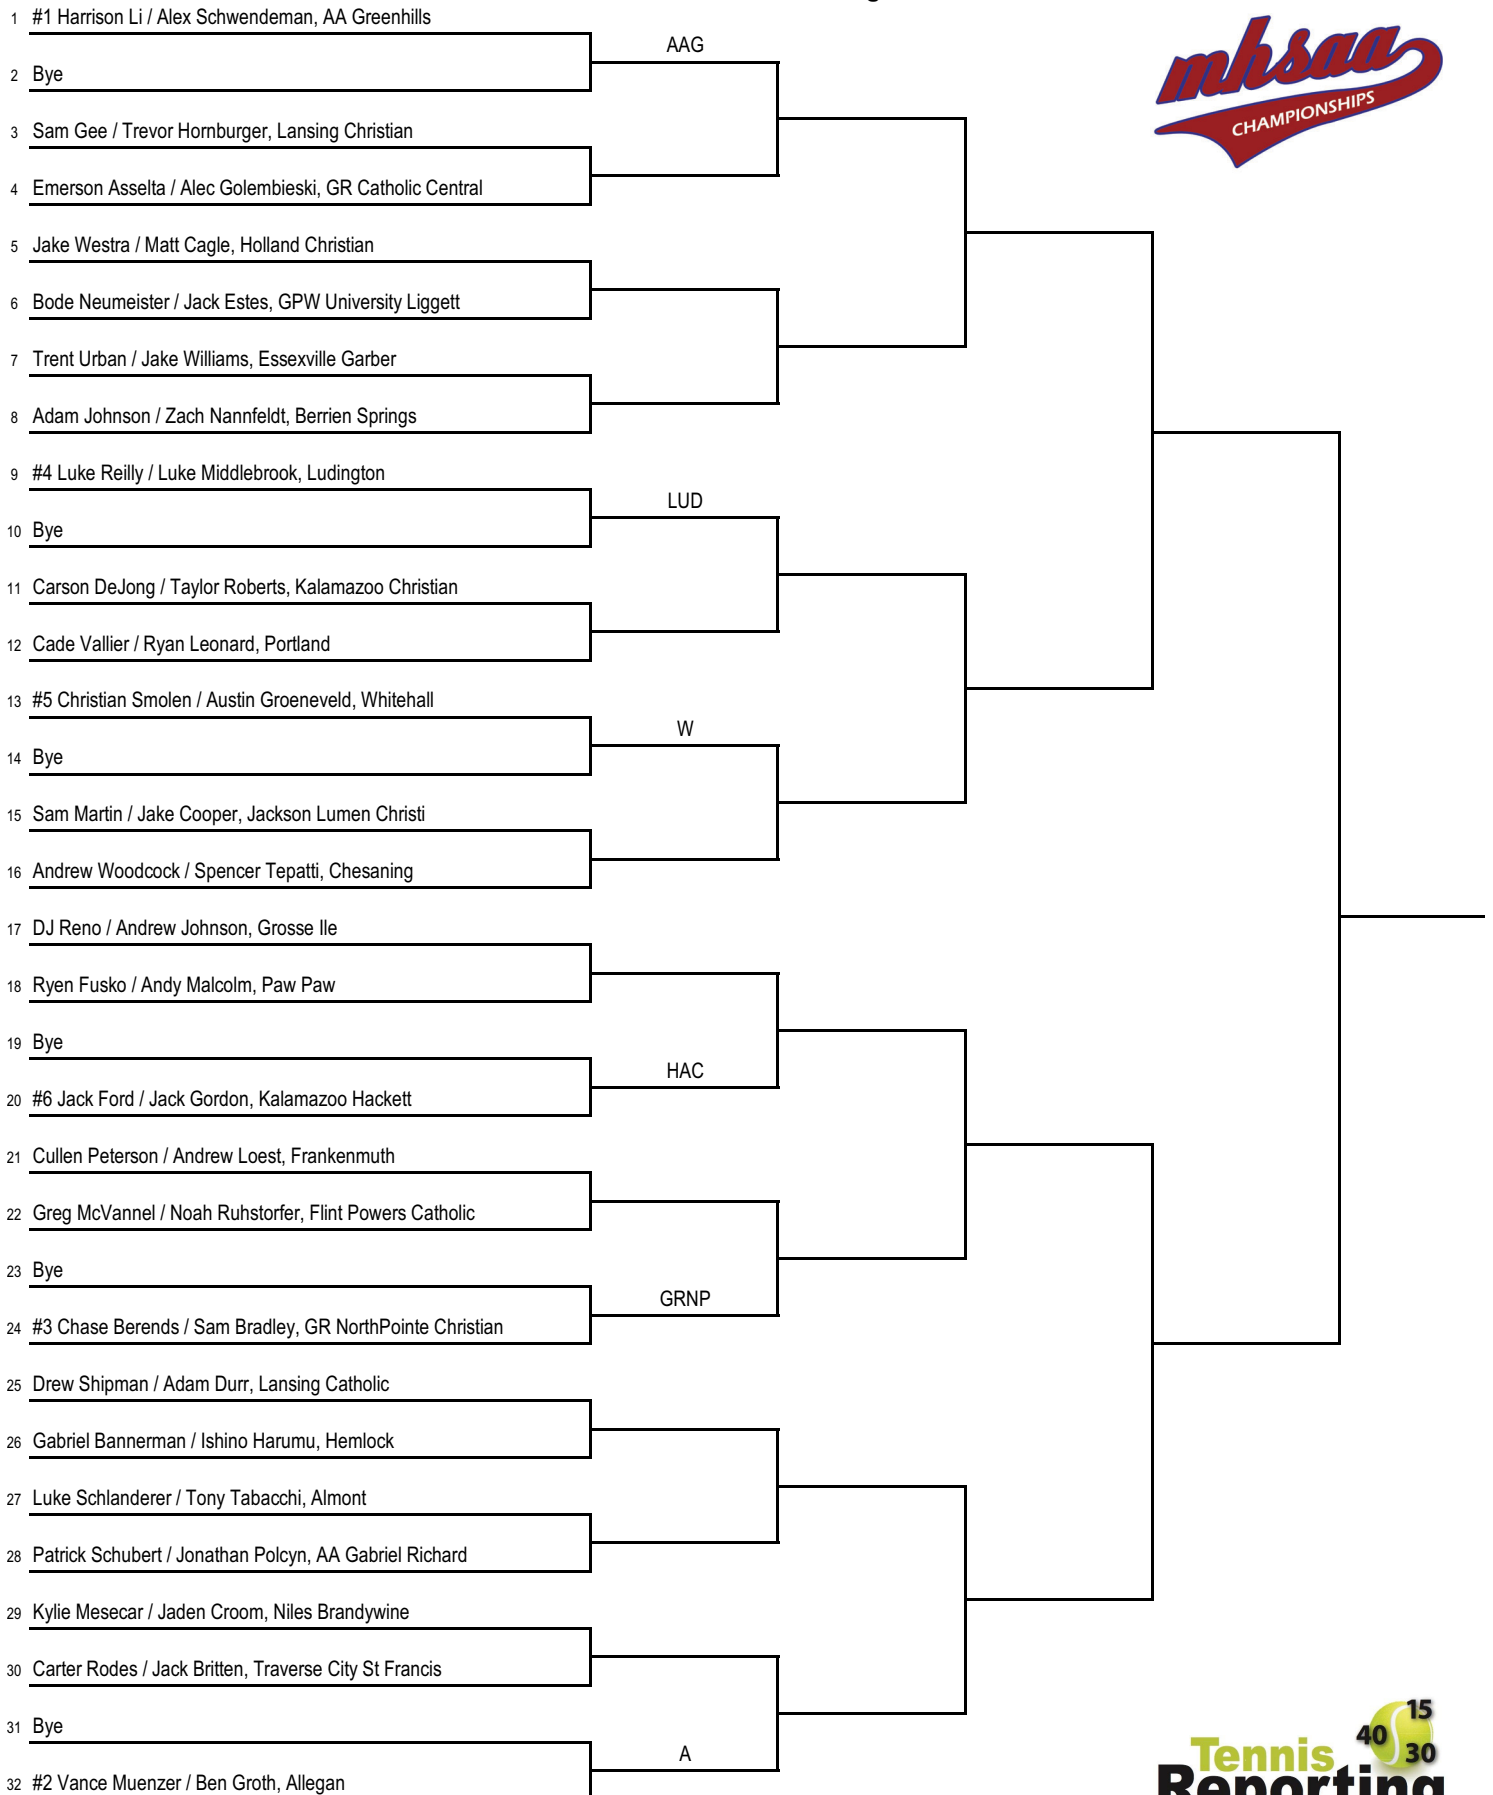 1 #1 Harrison Li / Alex Schwendeman, AA Greenhills
AAG
2 Bye
3 Sam Gee / Trevor Hornburger, Lansing Christian
4 Emerson Asselta / Alec Golembieski, GR Catholic Central
5 Jake Westra / Matt Cagle, Holland Christian
6 Bode Neumeister / Jack Estes, GPW University Liggett
7 Trent Urban / Jake Williams, Essexville Garber
8 Adam Johnson / Zach Nannfeldt, Berrien Springs
9 #4 Luke Reilly / Luke Middlebrook, Ludington
LUD
10 Bye
11 Carson DeJong / Taylor Roberts, Kalamazoo Christian
12 Cade Vallier / Ryan Leonard, Portland
13 #5 Christian Smolen / Austin Groeneveld, Whitehall
W
14 Bye
15 Sam Martin / Jake Cooper, Jackson Lumen Christi
16 Andrew Woodcock / Spencer Tepatti, Chesaning
17 DJ Reno / Andrew Johnson, Grosse Ile
18 Ryen Fusko / Andy Malcolm, Paw Paw
19 Bye
HAC
20 #6 Jack Ford / Jack Gordon, Kalamazoo Hackett
21 Cullen Peterson / Andrew Loest, Frankenmuth
22 Greg McVannel / Noah Ruhstorfer, Flint Powers Catholic
23 Bye
GRNP
24 #3 Chase Berends / Sam Bradley, GR NorthPointe Christian
25 Drew Shipman / Adam Durr, Lansing Catholic
26 Gabriel Bannerman / Ishino Harumu, Hemlock
27 Luke Schlanderer / Tony Tabacchi, Almont
28 Patrick Schubert / Jonathan Polcyn, AA Gabriel Richard
29 Kylie Mesecar / Jaden Croom, Niles Brandywine
30 Carter Rodes / Jack Britten, Traverse City St Francis
31 Bye
A
32 #2 Vance Muenzer / Ben Groth, Allegan
mhsaa
CHAMPIONSHIPS
15
40
30
Tennis
Reporting